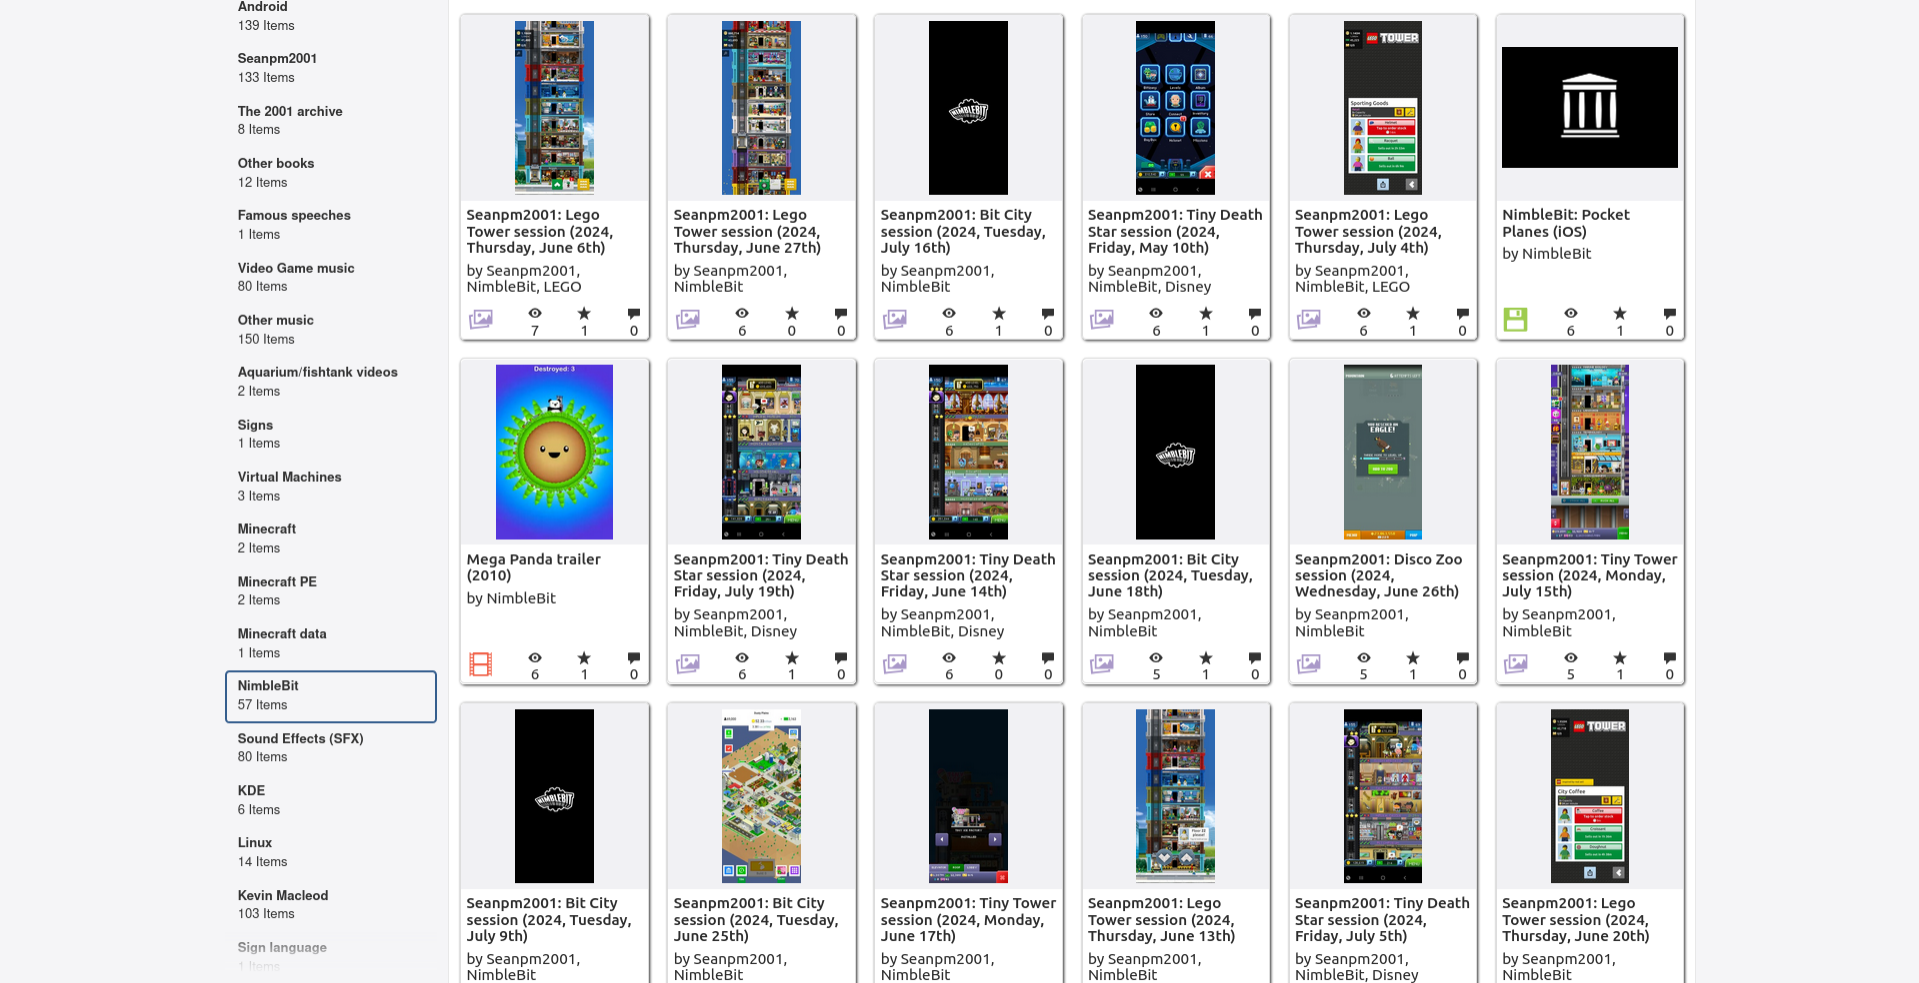 Android
139 Items
Seanpm2001
133 Items
The 2001 archive
8 Items
Other books
12 Items
Famous speeches
1 Items
Video Game music
80 Items
Other music
150 Items
Aquarium/fishtank videos
2 Items
Signs
1 Items
Virtual Machines
3 Items
Minecraft
2 Items
Minecraft PE
2 Items
Minecraft data
1 Items
NimbleBit
57 Items
Sound Effects (SFX)
80 Items
KDE
6 Items
Linux
14 Items
Kevin Macleod
103 Items
Sign language
1 Items
Seanpm2001: Lego
Tower session (2024,
Thursday, June 6th)
by Seanpm2001,
NimbleBit, LEGO
7 1 0
Seanpm2001: Lego
Tower session (2024,
Thursday, June 27th)
by Seanpm2001,
NimbleBit
6 0 0
NIMBLEBIT
Seanpm2001: Bit City
session (2024, Tuesday,
July 16th)
by Seanpm2001,
NimbleBit
6 1 0
Seanpm2001: Tiny Death
Star session (2024,
Friday, May 10th)
by Seanpm2001,
NimbleBit, Disney
6 1 0
LEGO TOWER
Sporting Goods
Seanpm2001: Lego
Tower session (2024,
Thursday, July 4th)
by Seanpm2001,
NimbleBit, LEGO
6 1 0
NimbleBit: Pocket
Planes (iOS)
by NimbleBit
6 1 0
Destroyed: 3
Mega Panda trailer
(2010)
by NimbleBit
6 1 0
Seanpm2001: Tiny Death
Star session (2024,
Friday, July 19th)
by Seanpm2001,
NimbleBit, Disney
6 1 0
Seanpm2001: Tiny Death
Star session (2024,
Friday, June 14th)
by Seanpm2001,
NimbleBit, Disney
6 0 0
NIMBLEBIT
Seanpm2001: Bit City
session (2024, Tuesday,
June 18th)
by Seanpm2001,
NimbleBit
5 1 0
EAGLE!
Seanpm2001: Disco Zoo
session (2024,
Wednesday, June 26th)
by Seanpm2001,
NimbleBit
5 1 0
Seanpm2001: Tiny Tower
session (2024, Monday,
July 15th)
by Seanpm2001,
NimbleBit
5 1 0
NIMBLEBIT
Seanpm2001: Bit City
session (2024, Tuesday,
July 9th)
by Seanpm2001,
NimbleBit
Seanpm2001: Bit City
session (2024, Tuesday,
June 25th)
by Seanpm2001,
NimbleBit
Seanpm2001: Tiny Tower
session (2024, Monday,
June 17th)
by Seanpm2001,
NimbleBit
Seanpm2001: Lego
Tower session (2024,
Thursday, June 13th)
by Seanpm2001,
NimbleBit
Seanpm2001: Tiny Death
Star session (2024,
Friday, July 5th)
by Seanpm2001,
NimbleBit, Disney
LEGO TOWER
City Coffee
Seanpm2001: Lego
Tower session (2024,
Thursday, June 20th)
by Seanpm2001,
NimbleBit